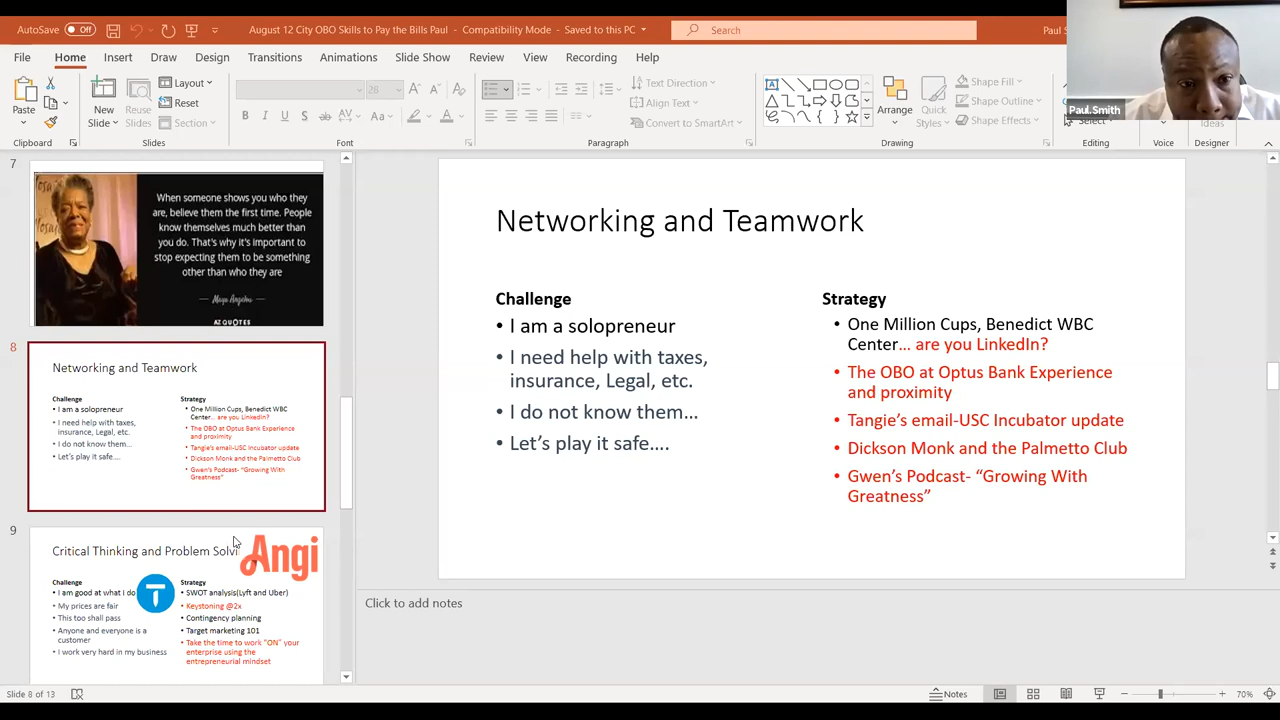 AutoSave Off
August 12 City OBO Skills to Pay the Bills Paul - Compatibility Mode - Saved to this PC
Search
Paul S
File Home Insert Draw Design Transitions Animations Slide Show Review View Recording Help
Paste
Clipboard
New
Slide
Reuse
Slides
Layout
Reset
Section
Slides
26
B I U S ab AV Aa A
Font
Text Direction
Align Text
Convert to SmartArt
Paragraph
Arrange
Quick
Styles
Shape Fill
Shape Outline
Shape Effects
Drawing
Paul.Smith
Select
Editing
Voice
Ideas
Designer
7
When someone shows you who they
are, believe them the first time. People
know themselves much better than
you do. That's why it's important to
stop expecting them to be something
other than who they are
— Maya Angelou —
AZ QUOTES
8
Networking and Teamwork
Challenge
• I am a solopreneur
• I need help with taxes,
insurance, Legal, etc.
• I do not know them…
• Let's play it safe….
Strategy
• One Million Cups, Benedict WBC
Center… are you LinkedIn?
• The OBO at Optus Bank Experience
and proximity
• Tangie's email-USC Incubator update
• Dickson Monk and the Palmetto Club
• Gwen's Podcast- "Growing With
Greatness"
9
Critical Thinking and Problem Solvi
Angi
Challenge
• I am good at what I do
• My prices are fair
• This too shall pass
• Anyone and everyone is a
customer
• I work very hard in my business
T
Strategy
• SWOT analysis(Lyft and Uber)
• Keystoning @2x
• Contingency planning
• Target marketing 101
• Take the time to work "ON" your
enterprise using the
entrepreneurial mindset
Networking and Teamwork
Challenge
• I am a solopreneur
• I need help with taxes,
insurance, Legal, etc.
• I do not know them…
• Let's play it safe….
Strategy
• One Million Cups, Benedict WBC
Center… are you LinkedIn?
• The OBO at Optus Bank Experience
and proximity
• Tangie's email-USC Incubator update
• Dickson Monk and the Palmetto Club
• Gwen's Podcast- "Growing With
Greatness"
Click to add notes
Slide 8 of 13
Notes
70%